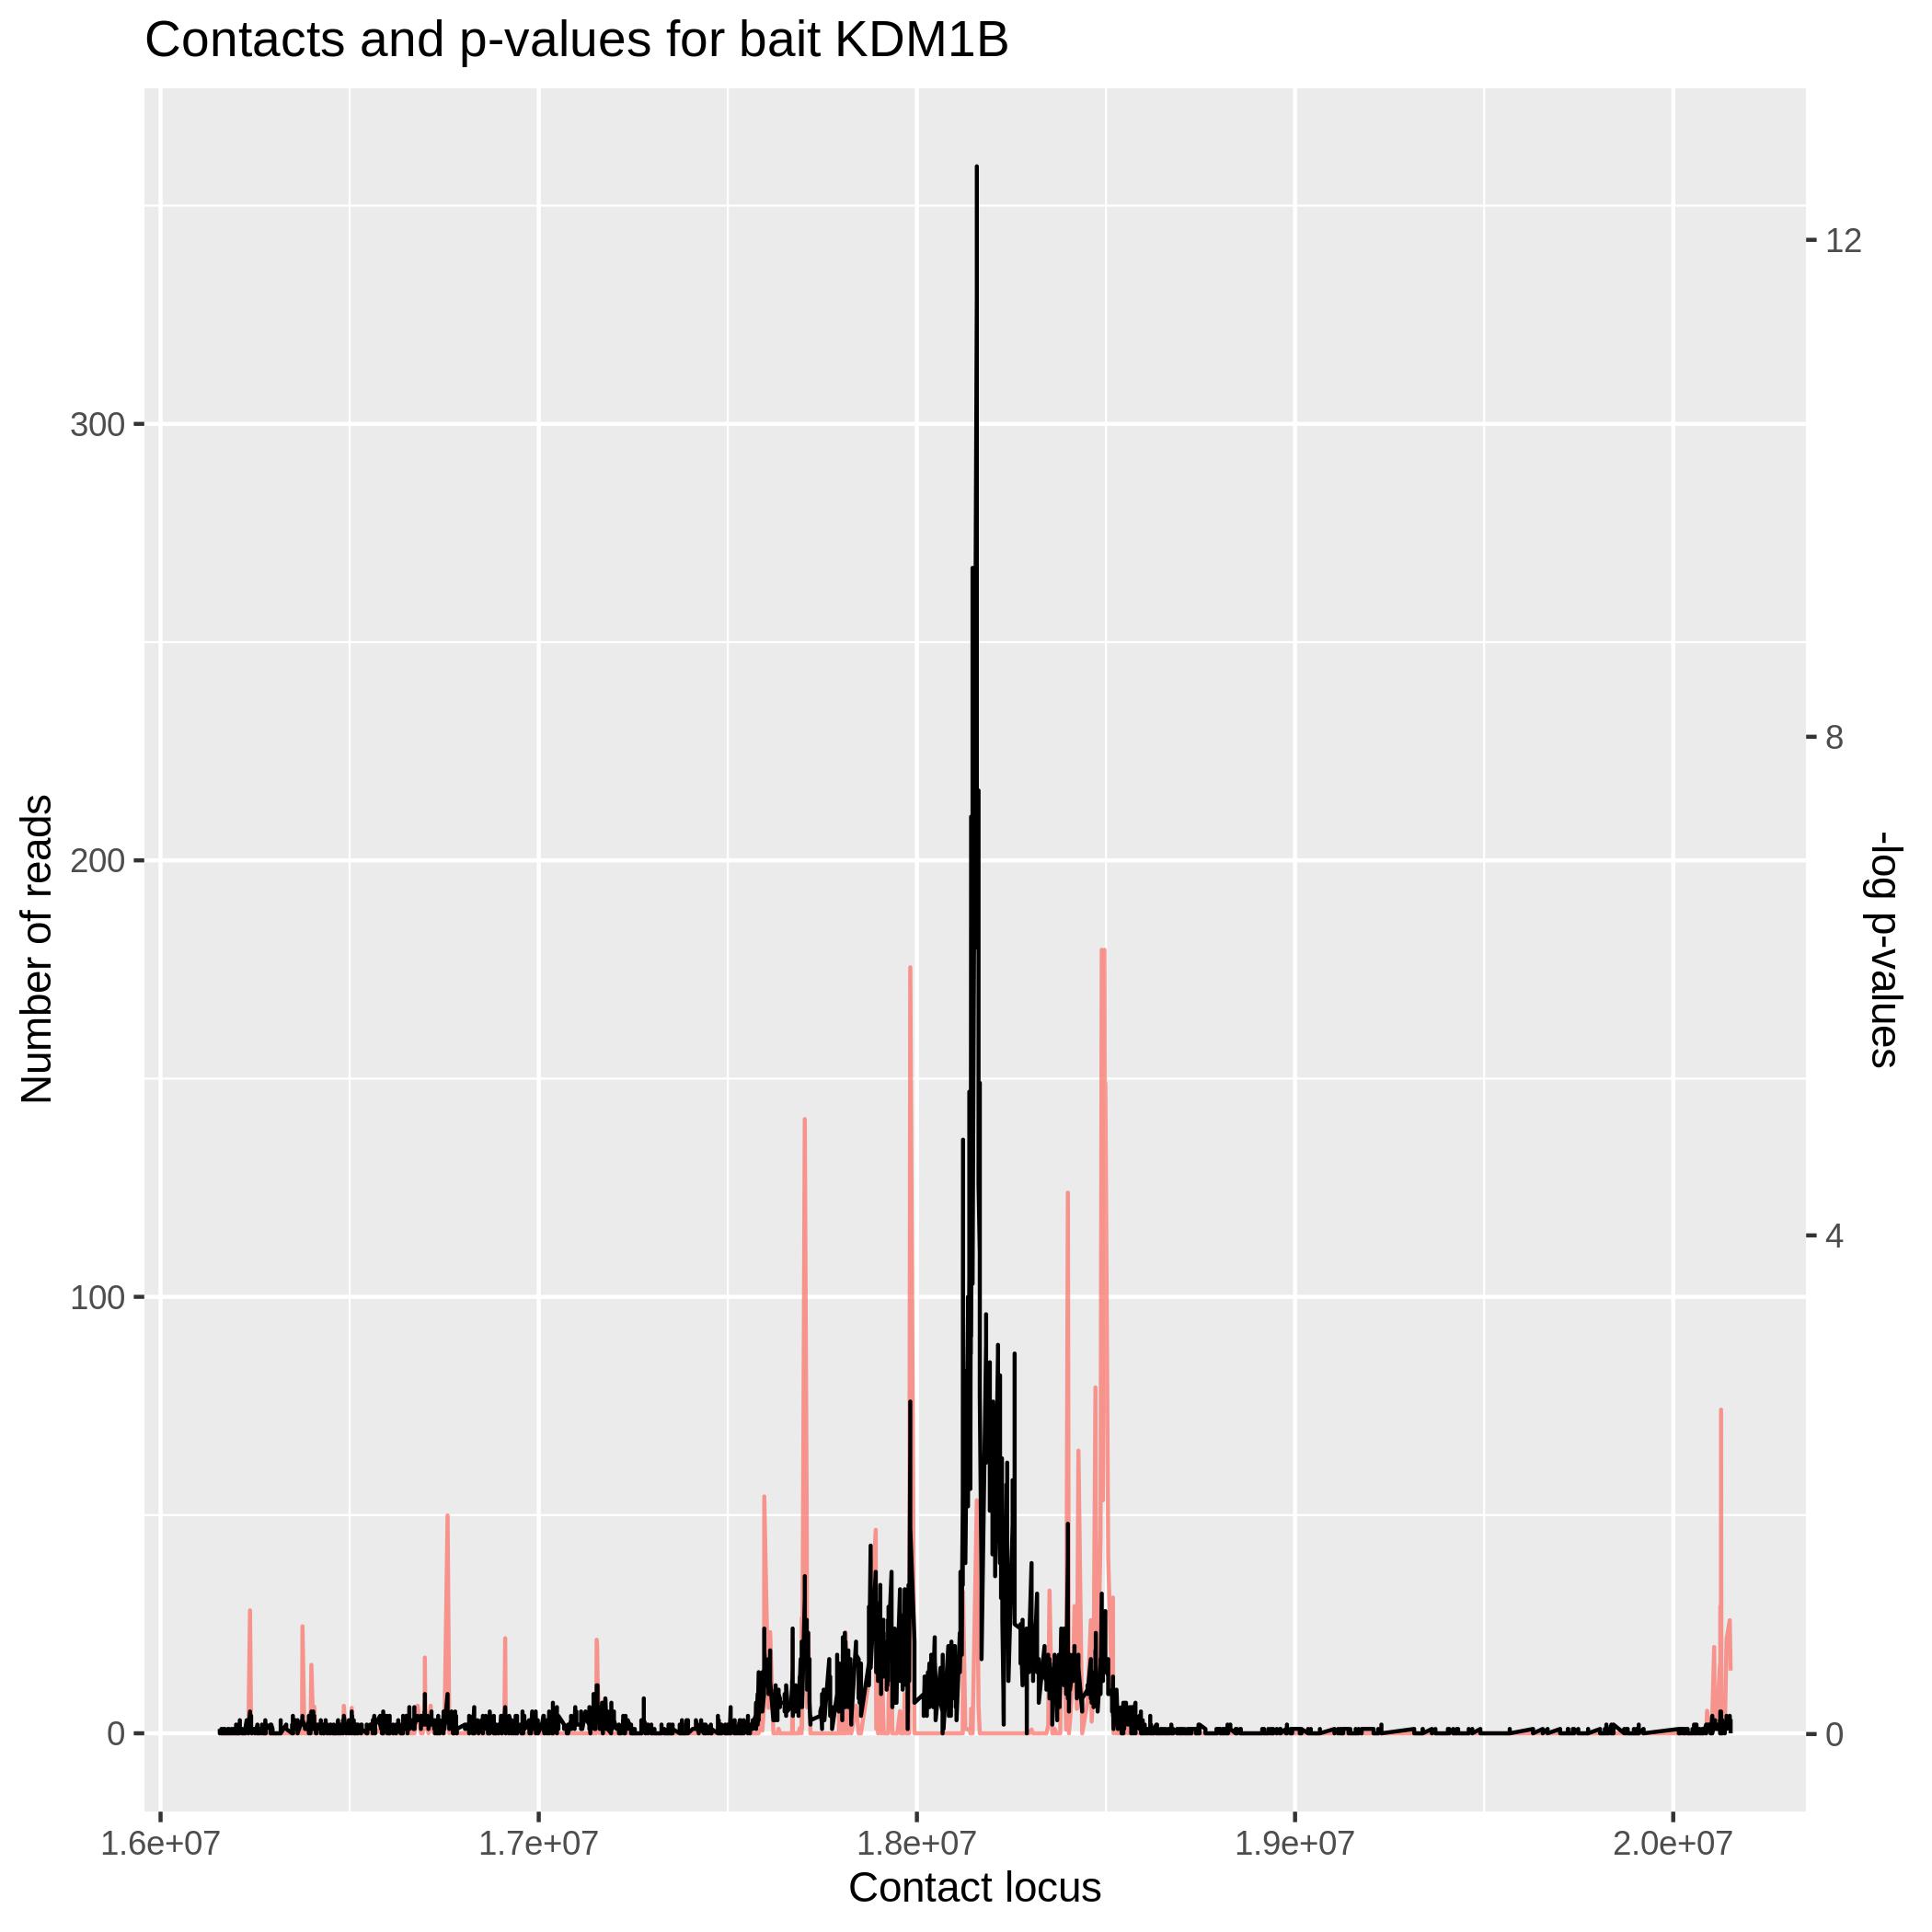 Contacts and p-values for bait KDM1B
Number of reads
300
200
100
0
12
8
4
0
-log p-values
1.6e+07
1.7e+07
1.8e+07
1.9e+07
2.0e+07
Contact locus